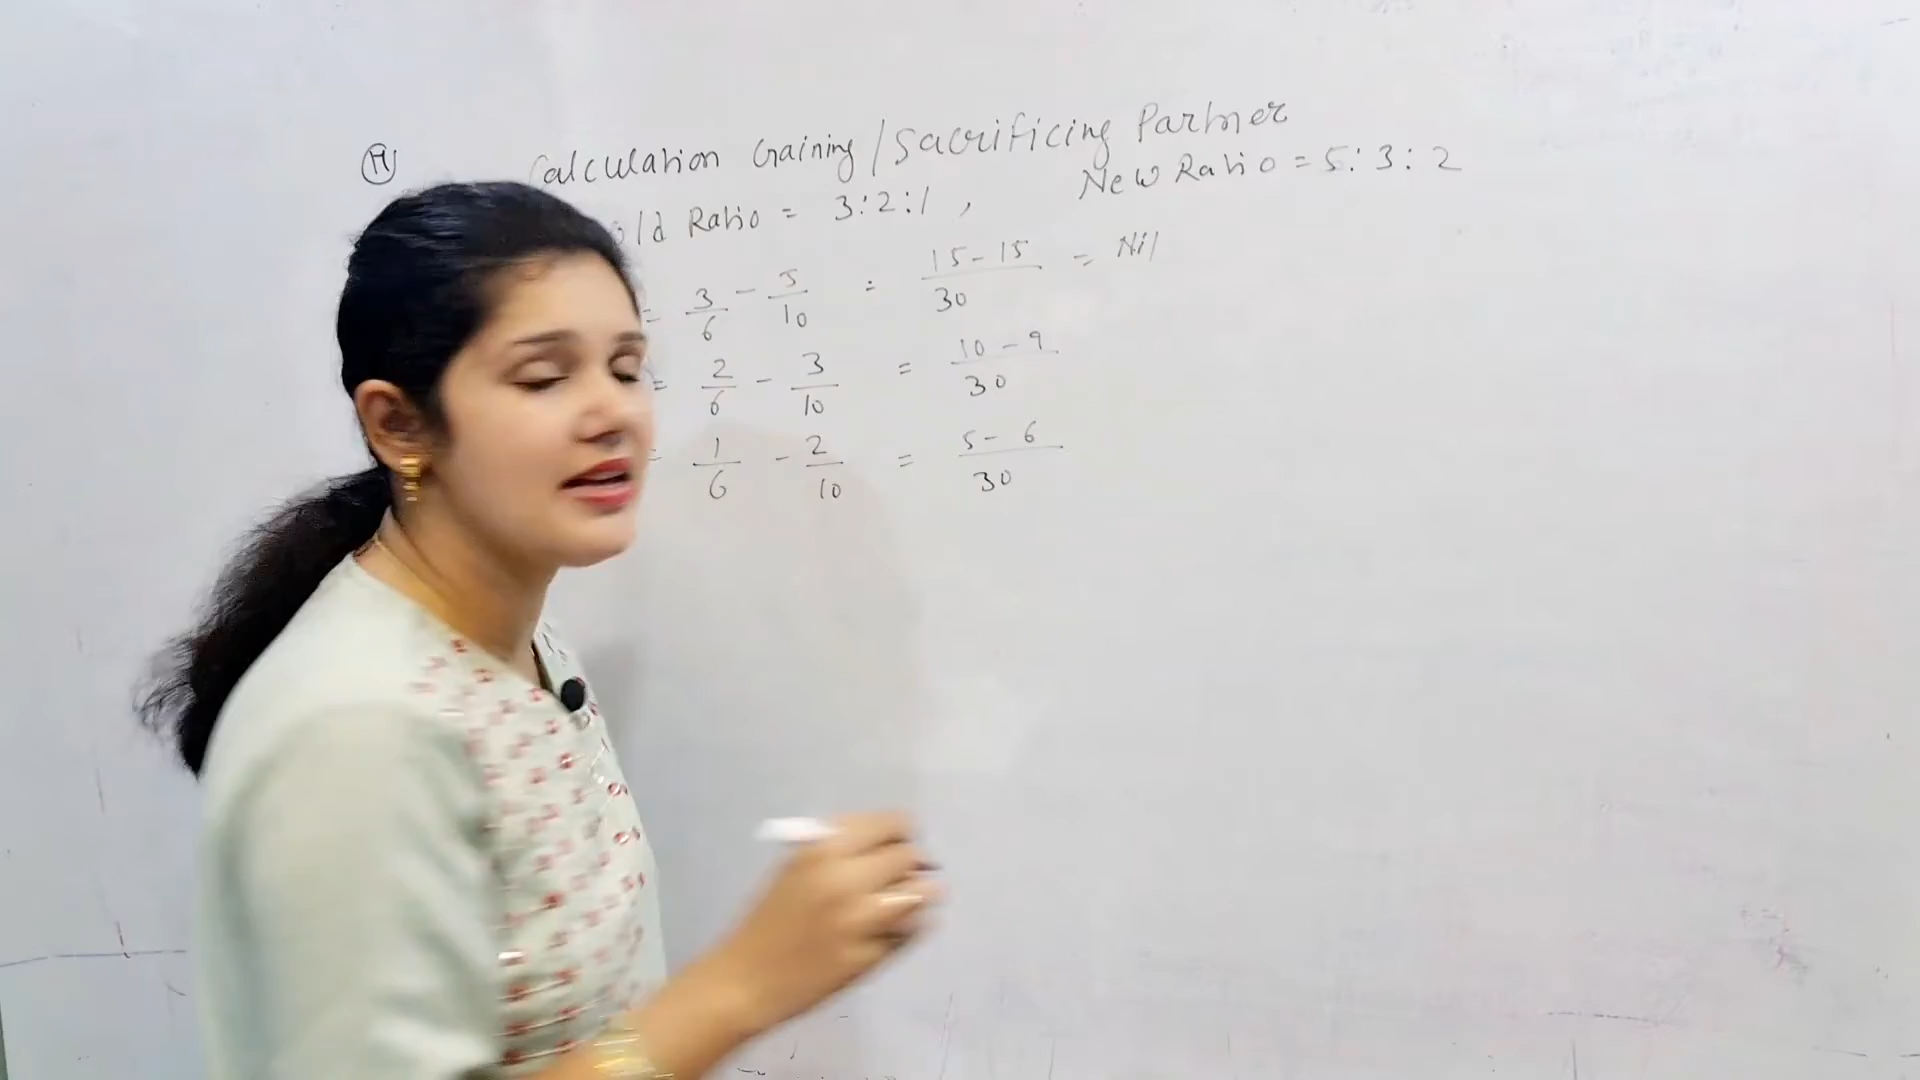 (H) Calculation Gaining / Sacrificing Partner
Old Ratio = 3:2:1 , New Ratio = 5:3:2
= 3/6 - 5/10 = 15-15/30 = Nil
= 2/6 - 3/10 = 10-9/30
= 1/6 - 2/10 = 5-6/30